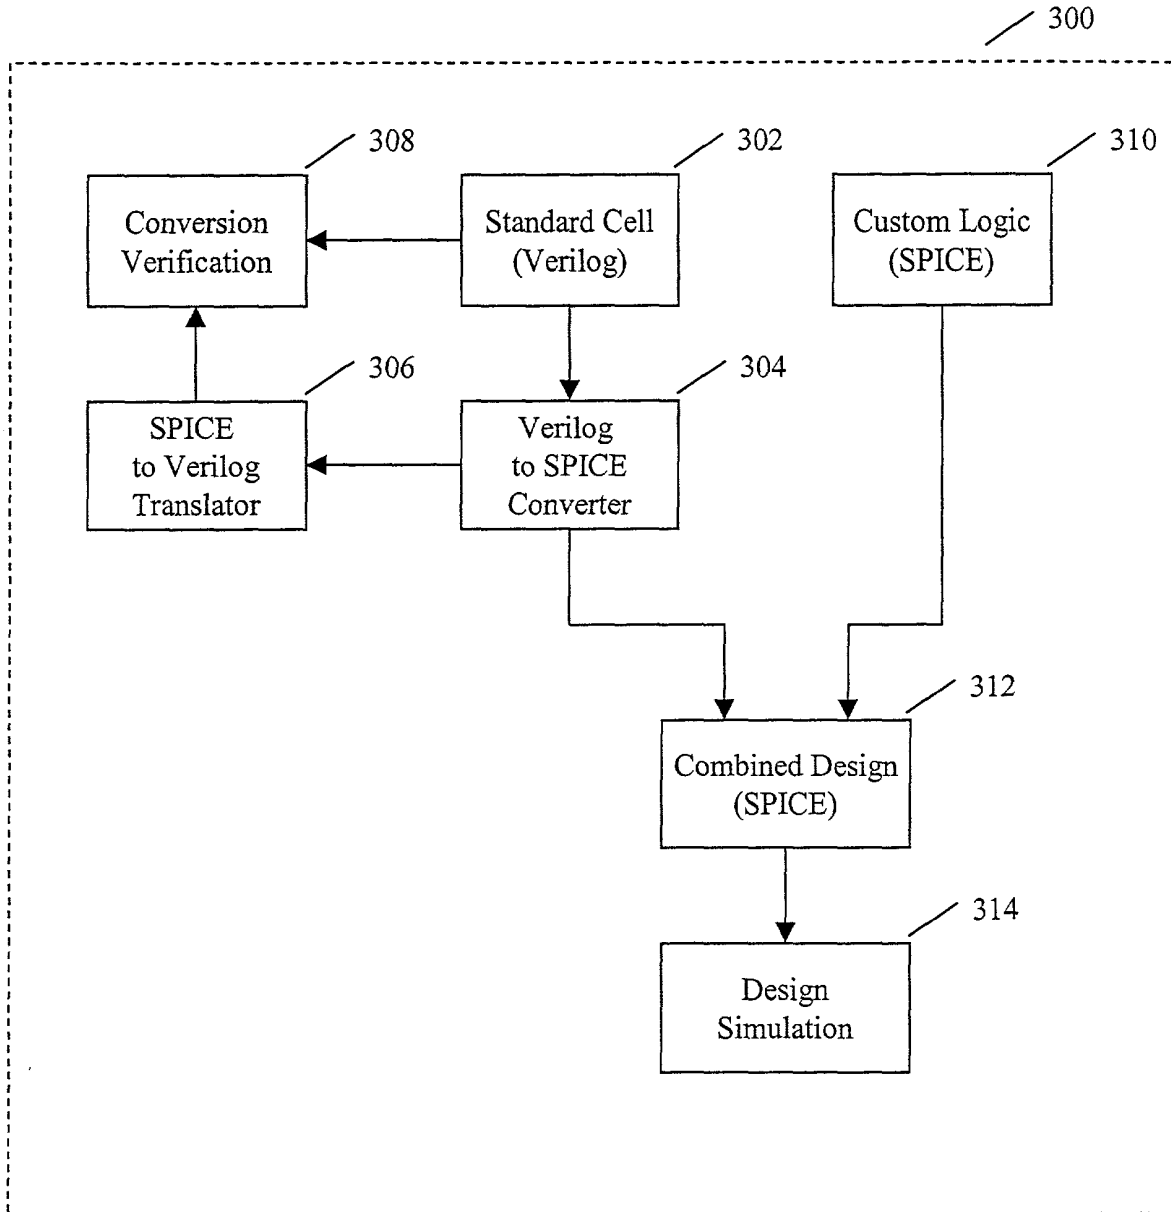 300
308
302
310
Conversion
Verification
Standard Cell
(Verilog)
Custom Logic
(SPICE)
306
304
SPICE
to Verilog
Translator
Verilog
to SPICE
Converter
312
Combined Design
(SPICE)
314
Design
Simulation